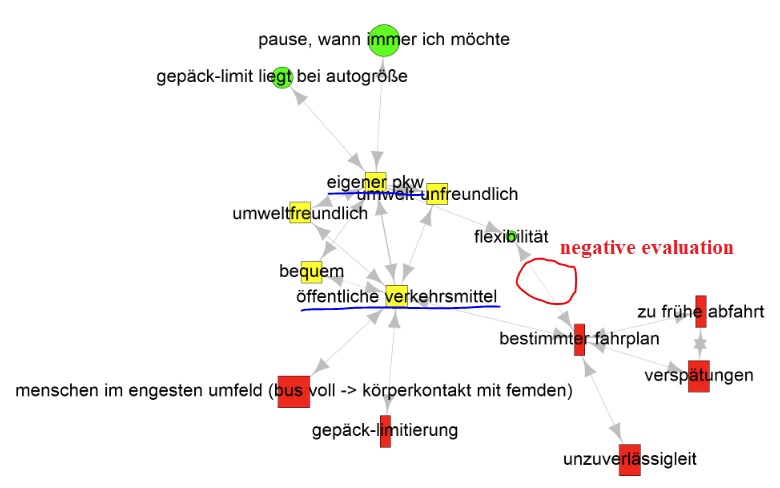 pause, wann immer ich möchte
gepäck-limit liegt bei autogröße
eigener pkw
umwelt unfreundlich
umweltfreundlich
flexibilität
negative evaluation
bequem
öffentliche verkehrsmittel
zu frühe abfahrt
bestimmter fahrplan
verspätungen
menschen im engesten umfeld (bus voll -> körperkontakt mit femden)
gepäck-limitierung
unzuverlässigleit